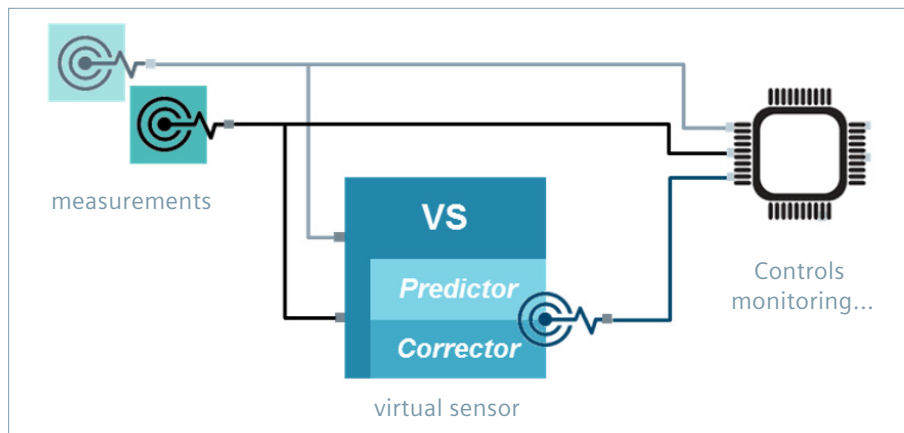 measurements
VS
Predictor
Corrector
virtual sensor
Controls
monitoring...